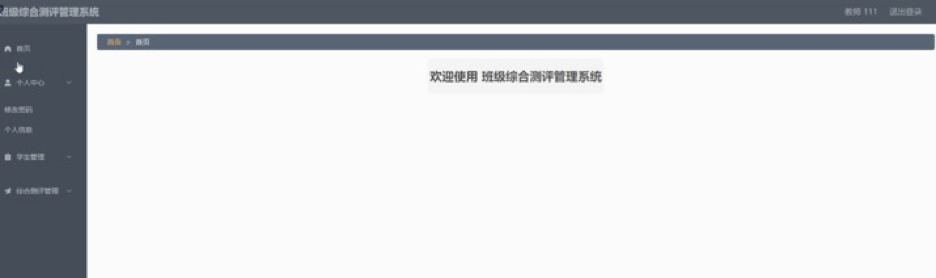 班级综合测评管理系统
教师 111 退出登录
首页
首页 > 首页
欢迎使用 班级综合测评管理系统
个人中心
修改密码
个人信息
学生管理
综合测评管理